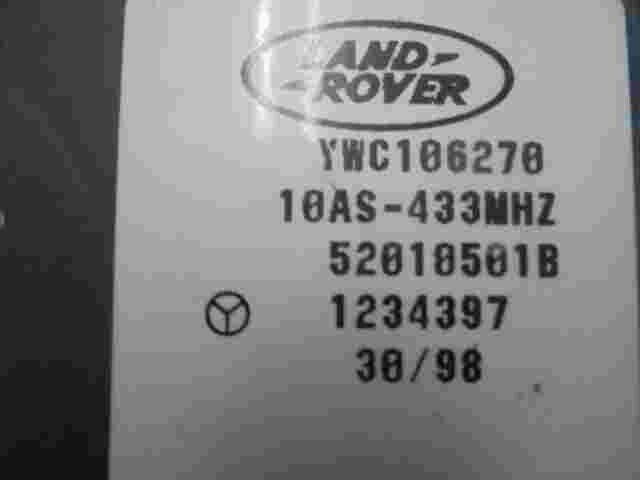 LAND
ROVER
YWC106270
10AS-433MHZ
52010501B
1234397
30/98